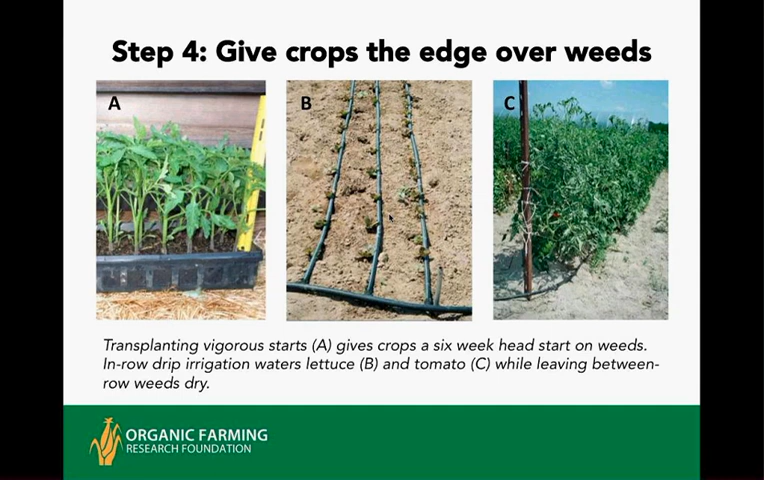 Step 4: Give crops the edge over weeds
A
B
C
Transplanting vigorous starts (A) gives crops a six week head start on weeds.
In-row drip irrigation waters lettuce (B) and tomato (C) while leaving between-
row weeds dry.
ORGANIC FARMING
RESEARCH FOUNDATION